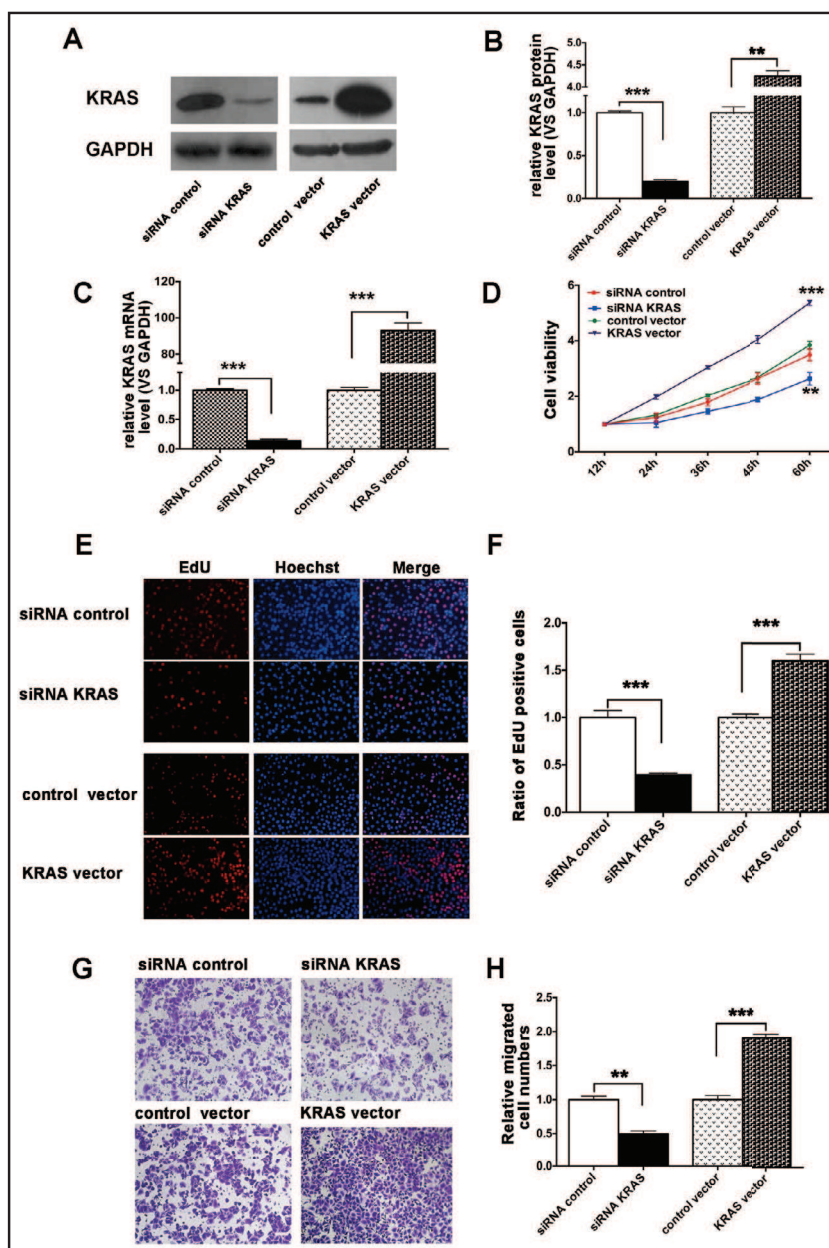 A
KRAS
GAPDH
siRNA control
siRNA KRAS
control vector
KRAS vector
B
relative KRAS protein
level (VS GAPDH)
5.0
4.5
4.0
1.0
0.5
0.0
***
**
siRNA control
siRNA KRAS
control vector
KRAS vector
C
relative KRAS mRNA
level (VS GAPDH)
120
100
80
1.0
0.5
0.0
***
***
siRNA control
siRNA KRAS
control vector
KRAS vector
D
Cell viability
6
4
2
0
siRNA control
siRNA KRAS
control vector
KRAS vector
***
**
12h
24h
36h
45h
60h
E
EdU
Hoechst
Merge
siRNA control
siRNA KRAS
control vector
KRAS vector
F
Ratio of EdU positive cells
2.0
1.5
1.0
0.5
0.0
***
***
siRNA control
siRNA KRAS
control vector
KRAS vector
G
siRNA control
siRNA KRAS
control vector
KRAS vector
H
Relative migrated
cell numbers
2.5
2.0
1.5
1.0
0.5
0.0
**
***
siRNA control
siRNA KRAS
control vector
KRAS vector